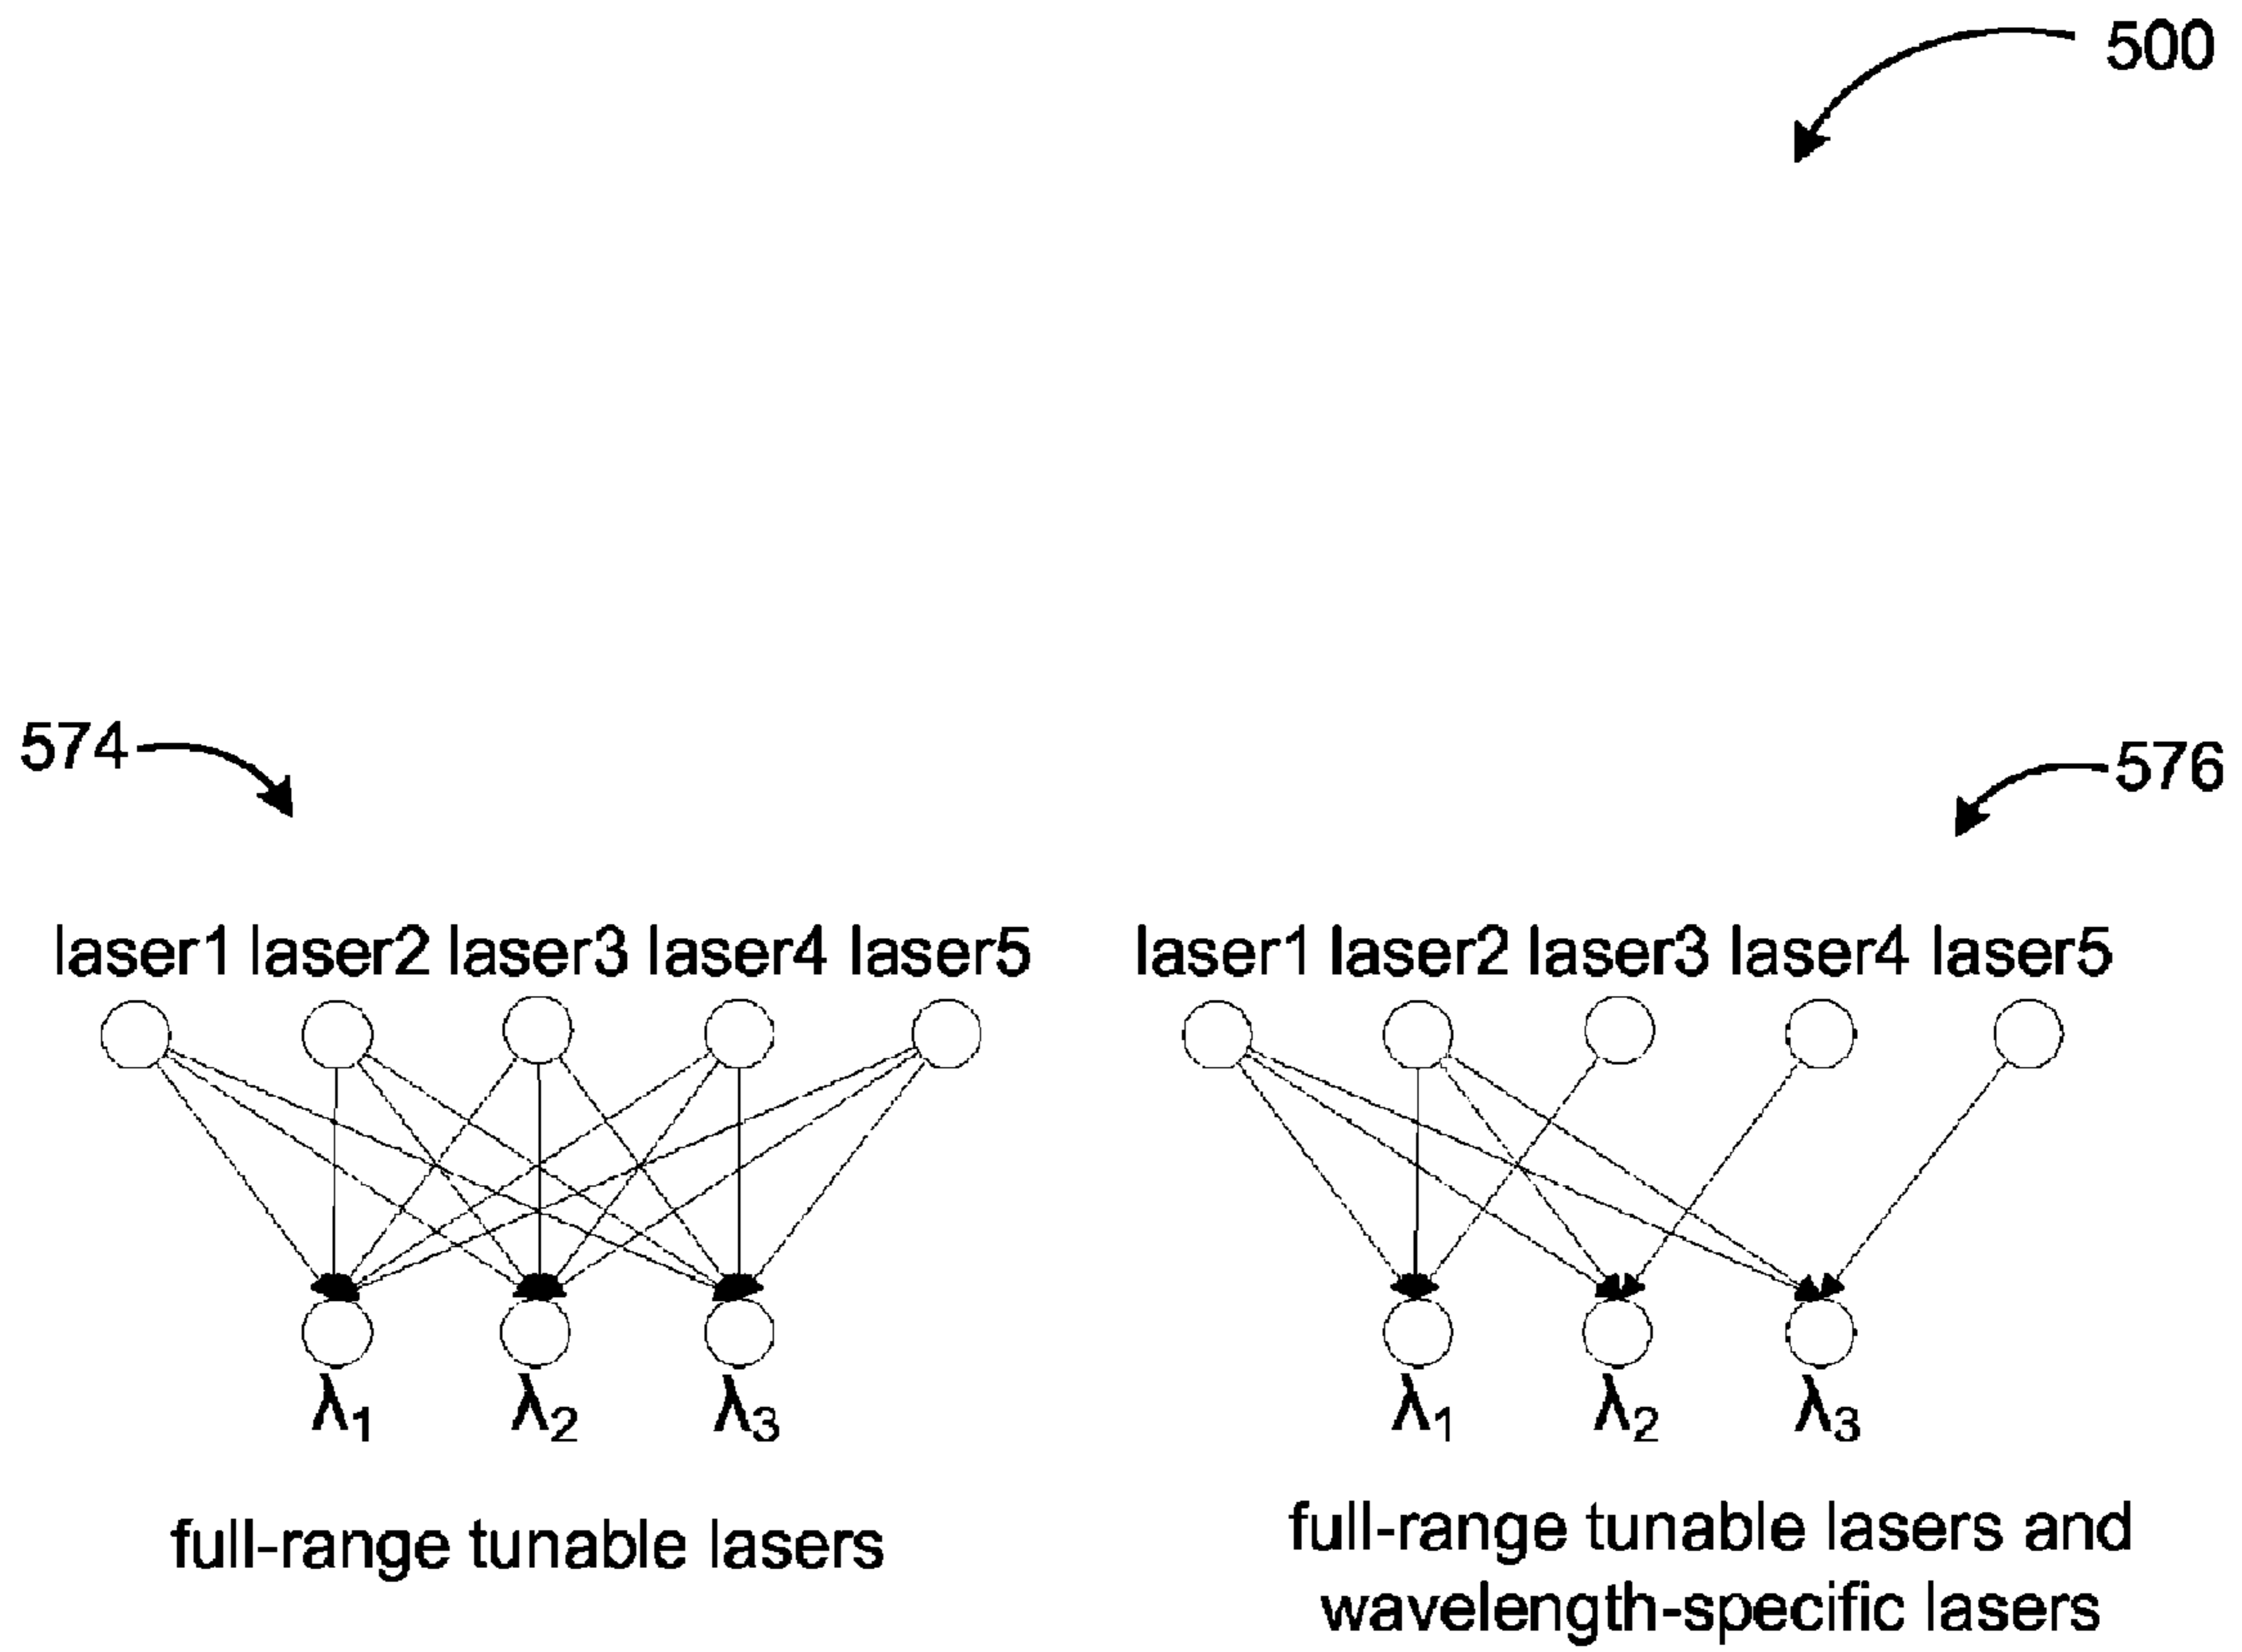 500
574
576
laser1 laser2 laser3 laser4 laser5
laser1 laser2 laser3 laser4 laser5
λ1 λ2 λ3
λ1 λ2 λ3
full-range tunable lasers
full-range tunable lasers and
wavelength-specific lasers